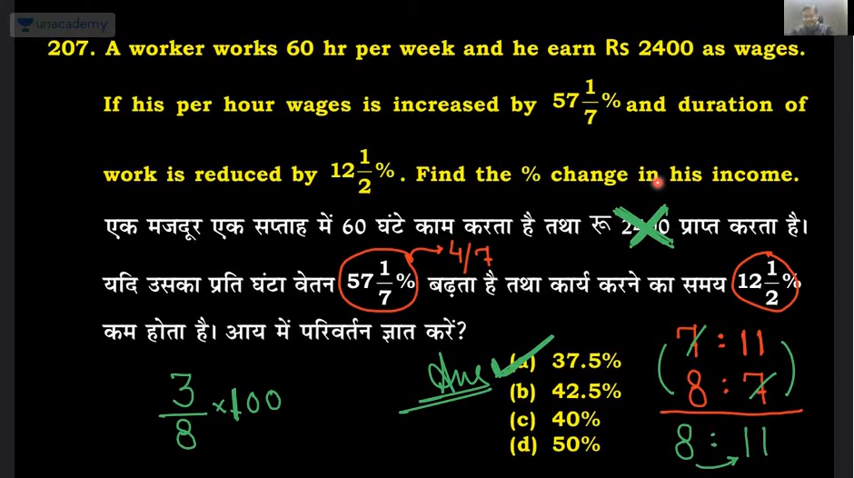 unacademy
207. A worker works 60 hr per week and he earn Rs 2400 as wages.
If his per hour wages is increased by 57 1/7 % and duration of
work is reduced by 12 1/2 %. Find the % change in his income.
एक मजदूर एक सप्ताह में 60 घंटे काम करता है तथा रू 2400 प्राप्त करता है।
4/7
यदि उसका प्रति घंटा वेतन 57 1/7 % बढ़ता है तथा कार्य करने का समय 12 1/2 %
कम होता है। आय में परिवर्तन ज्ञात करें?
7 : 11
Ans (a) 37.5%
8 : 7
(b) 42.5%
3/8 ×100
(c) 40%
8 : 11
(d) 50%